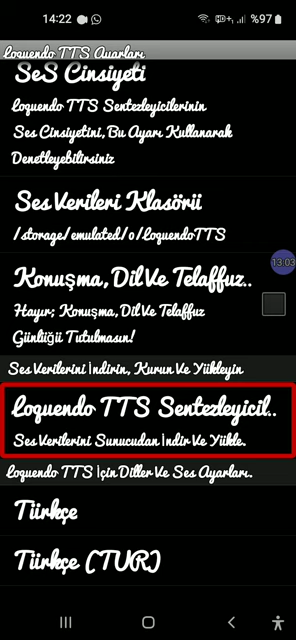 14:22
HD+
%97
Loquendo TTS Ayarları
SeS Cinsiyeti
Loquendo TTS Sentezleyicilerinin
Ses Cinsiyetini, Bu Ayarı Kullanarak
Denetleyebilirsiniz
Ses Verileri Klasörü
/storage/emulated/0/LoquendoTTS
13:03
Konuşma, Dil Ve Telaffuz..
Hayır; Konuşma, Dil Ve Telaffuz
Günlüğü Tutulmasın!
Ses Verilerini İndirin, Kurun Ve Yükleyin
Loquendo TTS Sentezleyicil..
Ses Verilerini Sunucudan İndir Ve Yükle.
Loquendo TTS İçin Diller Ve Ses Ayarları.
Türkçe
Türkçe (TUR)